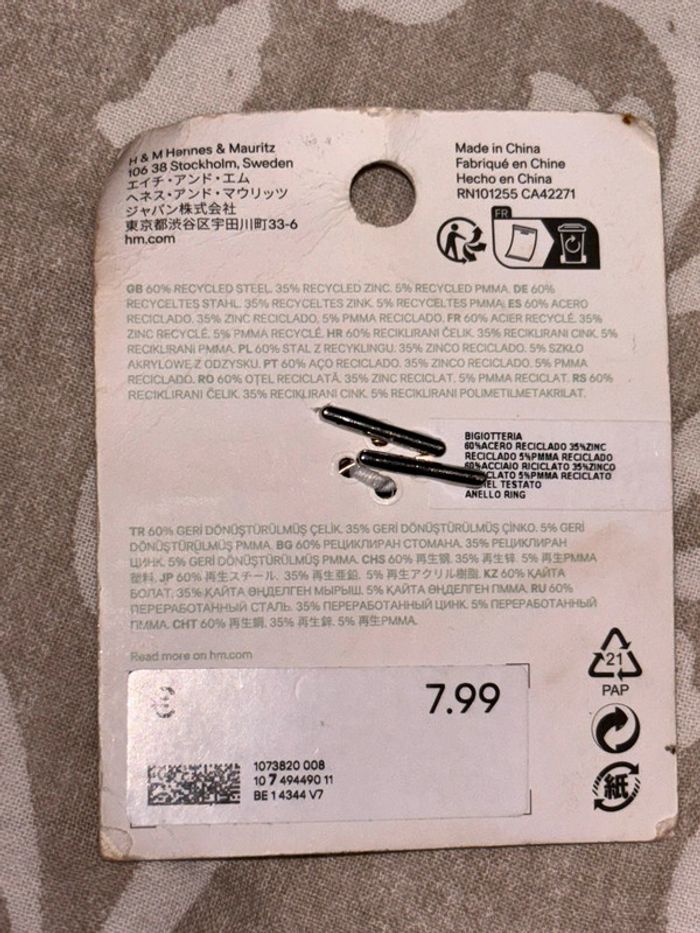 H & M Hennes & Mauritz
106 38 Stockholm, Sweden
エイチ・アンド・エム
ヘネス・アンド・マウリッツ
ジャパン株式会社
東京都渋谷区宇田川町33-6
hm.com
Made in China
Fabriqué en Chine
Hecho en China
RN101255 CA42271
FR
GB 60% RECYCLED STEEL. 35% RECYCLED ZINC. 5% RECYCLED PMMA. DE 60%
RECYCELTES STAHL. 35% RECYCELTES ZINK. 5% RECYCELTES PMMA. ES 60% ACERO
RECICLADO. 35% ZINC RECICLADO. 5% PMMA RECICLADO. FR 60% ACIER RECYCLÉ. 35%
ZINC RECYCLÉ. 5% PMMA RECYCLÉ. HR 60% RECIKLIRANI ČELIK. 35% RECIKLIRANI CINK. 5%
RECIKLIRANI PMMA. PL 60% STAL Z RECYKLINGU. 35% ZINCO RECICLADO. 5% SZKŁO
AKRYLOWE Z ODZYSKU. PT 60% AÇO RECICLADO. 35% ZINCO RECICLADO. 5%PMMA
RECICLADO. RO 60% OȚEL RECICLATĂ. 35% ZINC RECICLAT. 5% PMMA RECICLAT. RS 60%
RECIKLIRANI ČELIK. 35% RECIKLIRANI CINK. 5% RECIKLIRANI POLIMETILMETAKRILAT.
BIGIOTTERIA
60%ACERO RECICLADO 35%ZINC
RECICLADO 5%PMMA RECICLADO
60%ACCIAIO RICICLATO 35%ZINCO
CLATO 5%PMMA RECICLATO
EL TESTATO
ANELLO RING
TR 60% GERİ DÖNÜŞTÜRÜLMÜŞ ÇELİK. 35% GERİ DÖNÜŞTÜRÜLMÜŞ ÇİNKO. 5% GERİ
DÖNÜŞTÜRÜLMÜŞ PMMA. BG 60% РЕЦИКЛИРАН СТОМАНА. 35% РЕЦИКЛИРАН
ЦИНК. 5% GERİ DÖNÜŞTÜRÜLMÜŞ PMMA. CHS 60% 再生钢. 35% 再生锌. 5% 再生PMMA
塑料. JP 60% 再生スチール. 35% 再生亜鉛. 5% 再生アクリル樹脂. KZ 60% ҚАЙТА
БОЛАТ. 35% ҚАЙТА ӨҢДЕЛГЕН МЫРЫШ. 5% ҚАЙТА ӨҢДЕЛГЕН ПММА. RU 60%
ПЕРЕРАБОТАННЫЙ СТАЛЬ. 35% ПЕРЕРАБОТАННЫЙ ЦИНК. 5% ПЕРЕРАБОТАННЫЙ
ПММА. CHT 60% 再生鋼. 35% 再生鋅. 5% 再生PMMA.
Read more on hm.com
7.99
1073820 008
10 7 494490 11
BE 1 4344 V7
21
PAP
紙